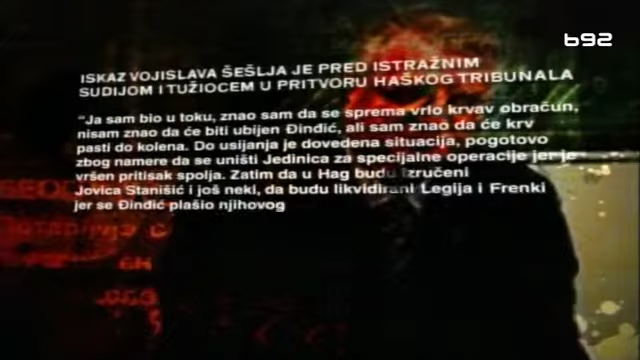 b92
ISKAZ VOJISLAVA ŠEŠLJA JE PRED ISTRAŽNIM
SUDIJOM I TUŽIOCEM U PRITVORU HAŠKOG TRIBUNALA
"Ja sam bio u toku, znao sam da se sprema vrlo krvav obračun,
nisam znao da će biti ubijen Đinđić, ali sam znao da će krv
pasti do kolena. Do usijanja je dovedena situacija, pogotovo
zbog namere da se uništi Jedinica za specijalne operacije jer je
vršen pritisak spolja. Zatim da u Hag budu izručeni
Jovica Stanišić i još neki, da budu likvidirani Legija i Frenki
jer se Đinđić plašio njihovog